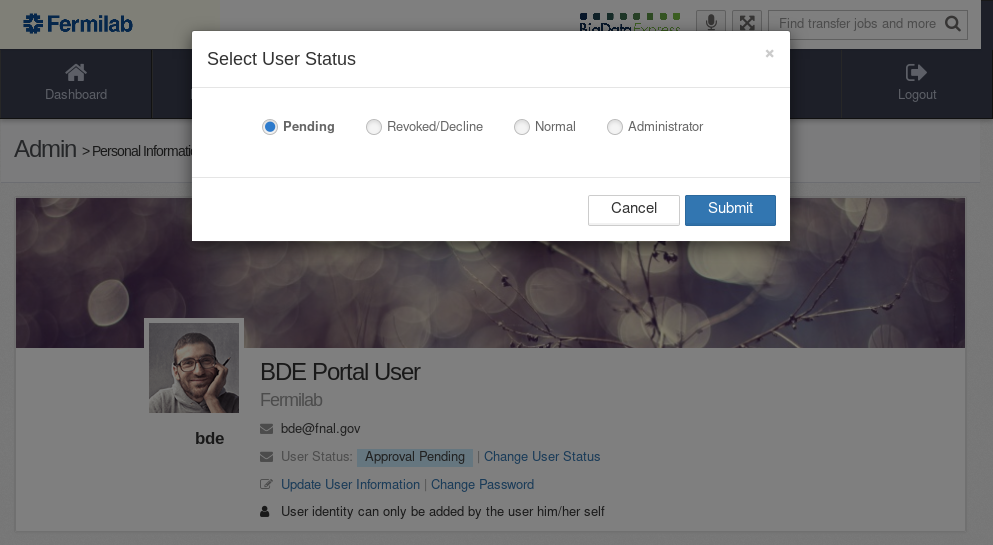 Fermilab
BigData Express
Find transfer jobs and more
Select User Status
×
Dashboard
Logout
Pending
Revoked/Decline
Normal
Administrator
Admin > Personal Informati
Cancel
Submit
BDE Portal User
Fermilab
bde@fnal.gov
bde
User Status: Approval Pending | Change User Status
Update User Information | Change Password
User identity can only be added by the user him/her self